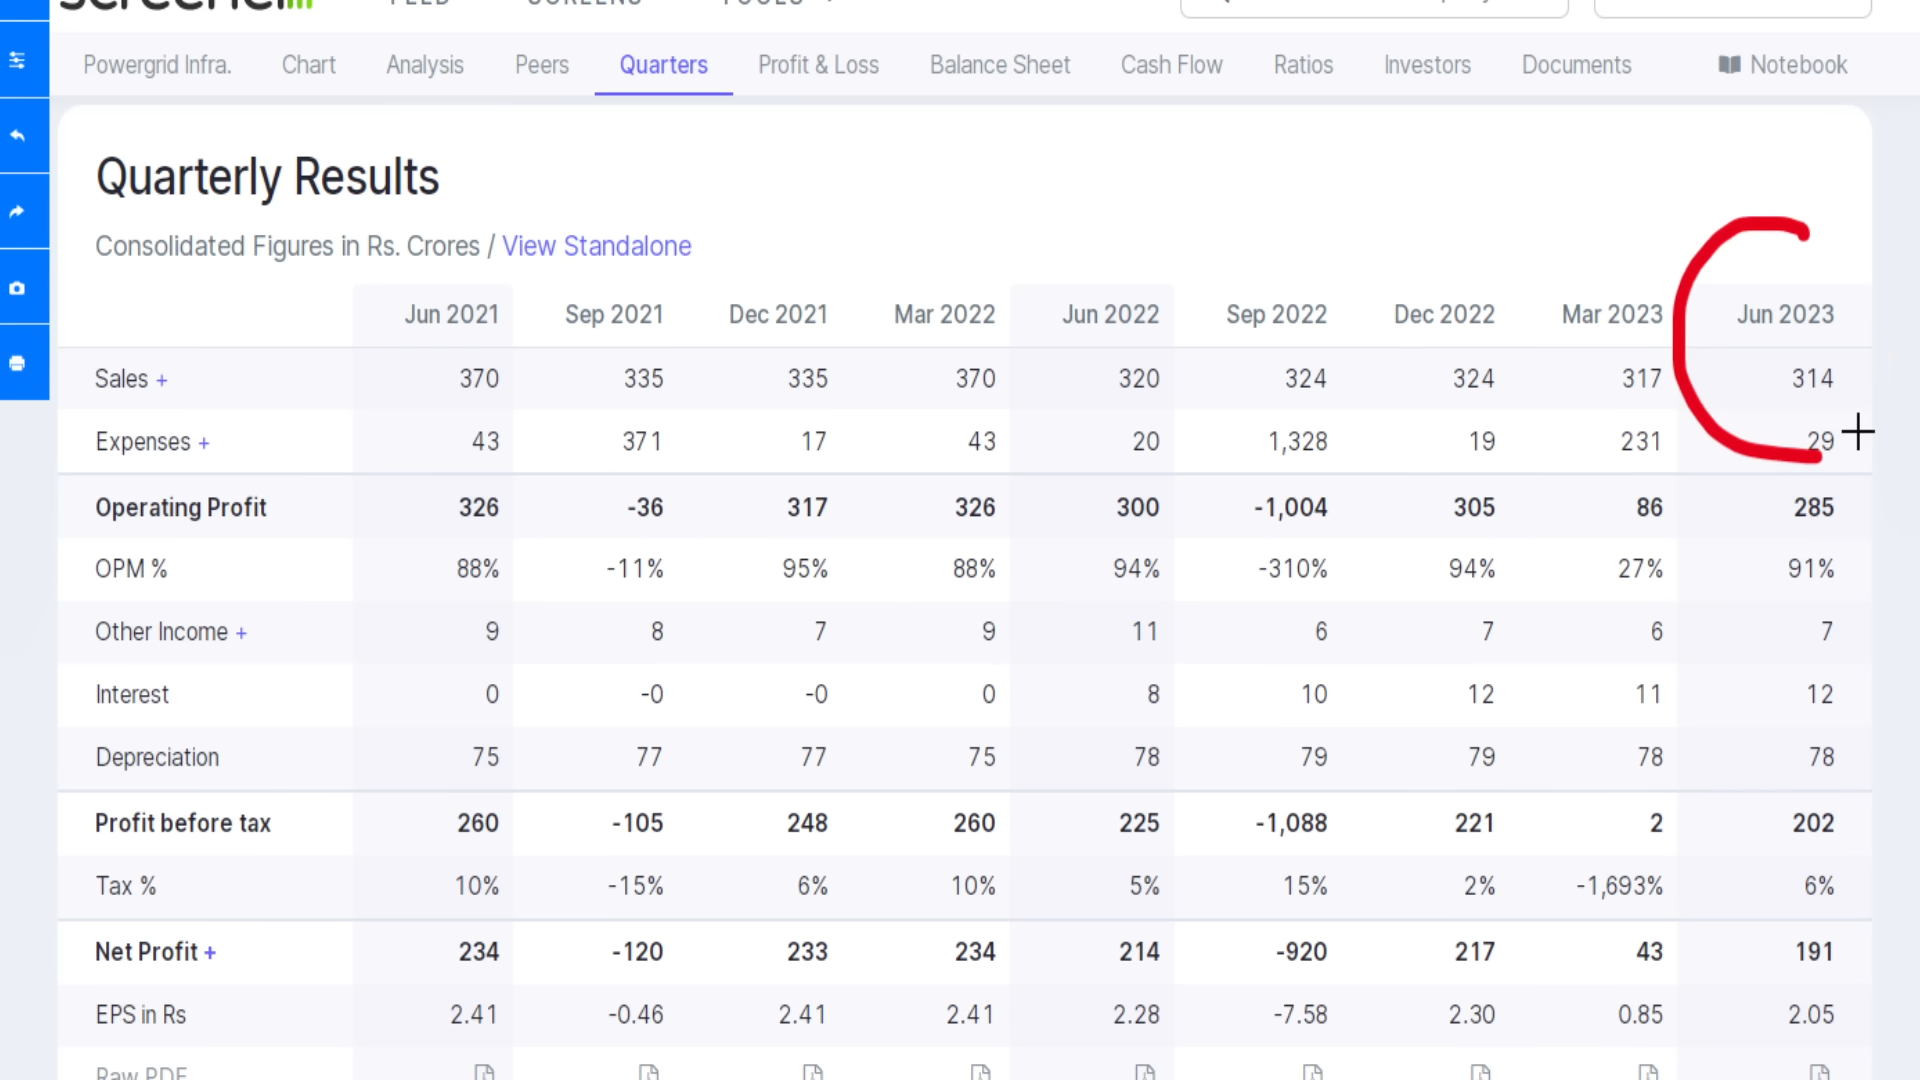 FEED SCREENS TOOLS
Powergrid Infra. Chart Analysis Peers Quarters Profit & Loss Balance Sheet Cash Flow Ratios Investors Documents Notebook
Quarterly Results
Consolidated Figures in Rs. Crores / View Standalone
Jun 2021 Sep 2021 Dec 2021 Mar 2022 Jun 2022 Sep 2022 Dec 2022 Mar 2023 Jun 2023
Sales + 370 335 335 370 320 324 324 317 314
Expenses + 43 371 17 43 20 1,328 19 231 29
Operating Profit 326 -36 317 326 300 -1,004 305 86 285
OPM % 88% -11% 95% 88% 94% -310% 94% 27% 91%
Other Income + 9 8 7 9 11 6 7 6 7
Interest 0 -0 -0 0 8 10 12 11 12
Depreciation 75 77 77 75 78 79 79 78 78
Profit before tax 260 -105 248 260 225 -1,088 221 2 202
Tax % 10% -15% 6% 10% 5% 15% 2% -1,693% 6%
Net Profit + 234 -120 233 234 214 -920 217 43 191
EPS in Rs 2.41 -0.46 2.41 2.41 2.28 -7.58 2.30 0.85 2.05
Raw PDF